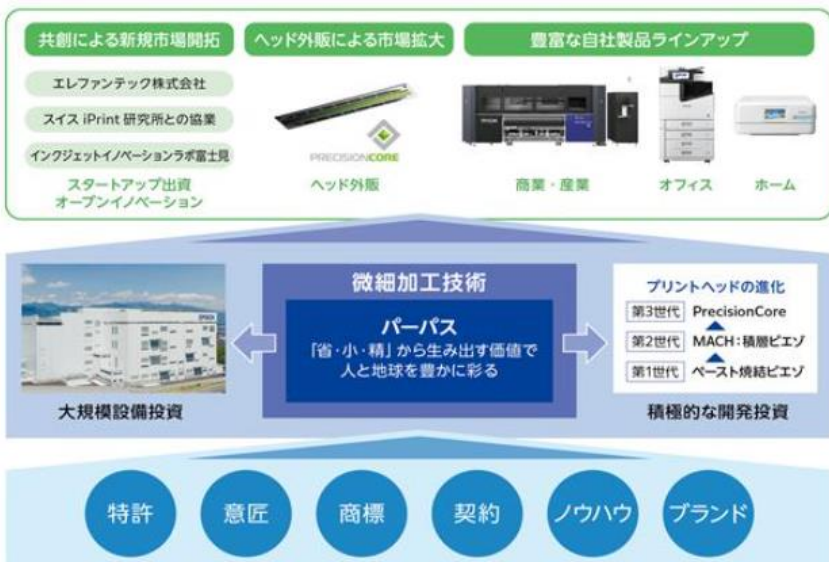 共創による新規市場開拓
ヘッド外販による市場拡大
豊富な自社製品ラインアップ
エレファンテック株式会社
スイス iPrint 研究所との協業
インクジェットイノベーションラボ富士見
スタートアップ出資
オープンイノベーション
PRECISIONCORE
ヘッド外販
商業・産業
オフィス
ホーム
EPSON
大規模設備投資
微細加工技術
パーパス
「省・小・精」から生み出す価値で
人と地球を豊かに彩る
プリントヘッドの進化
第3世代 PrecisionCore
第2世代 MACH:積層ピエゾ
第1世代 ペースト焼結ピエゾ
積極的な開発投資
特許
意匠
商標
契約
ノウハウ
ブランド